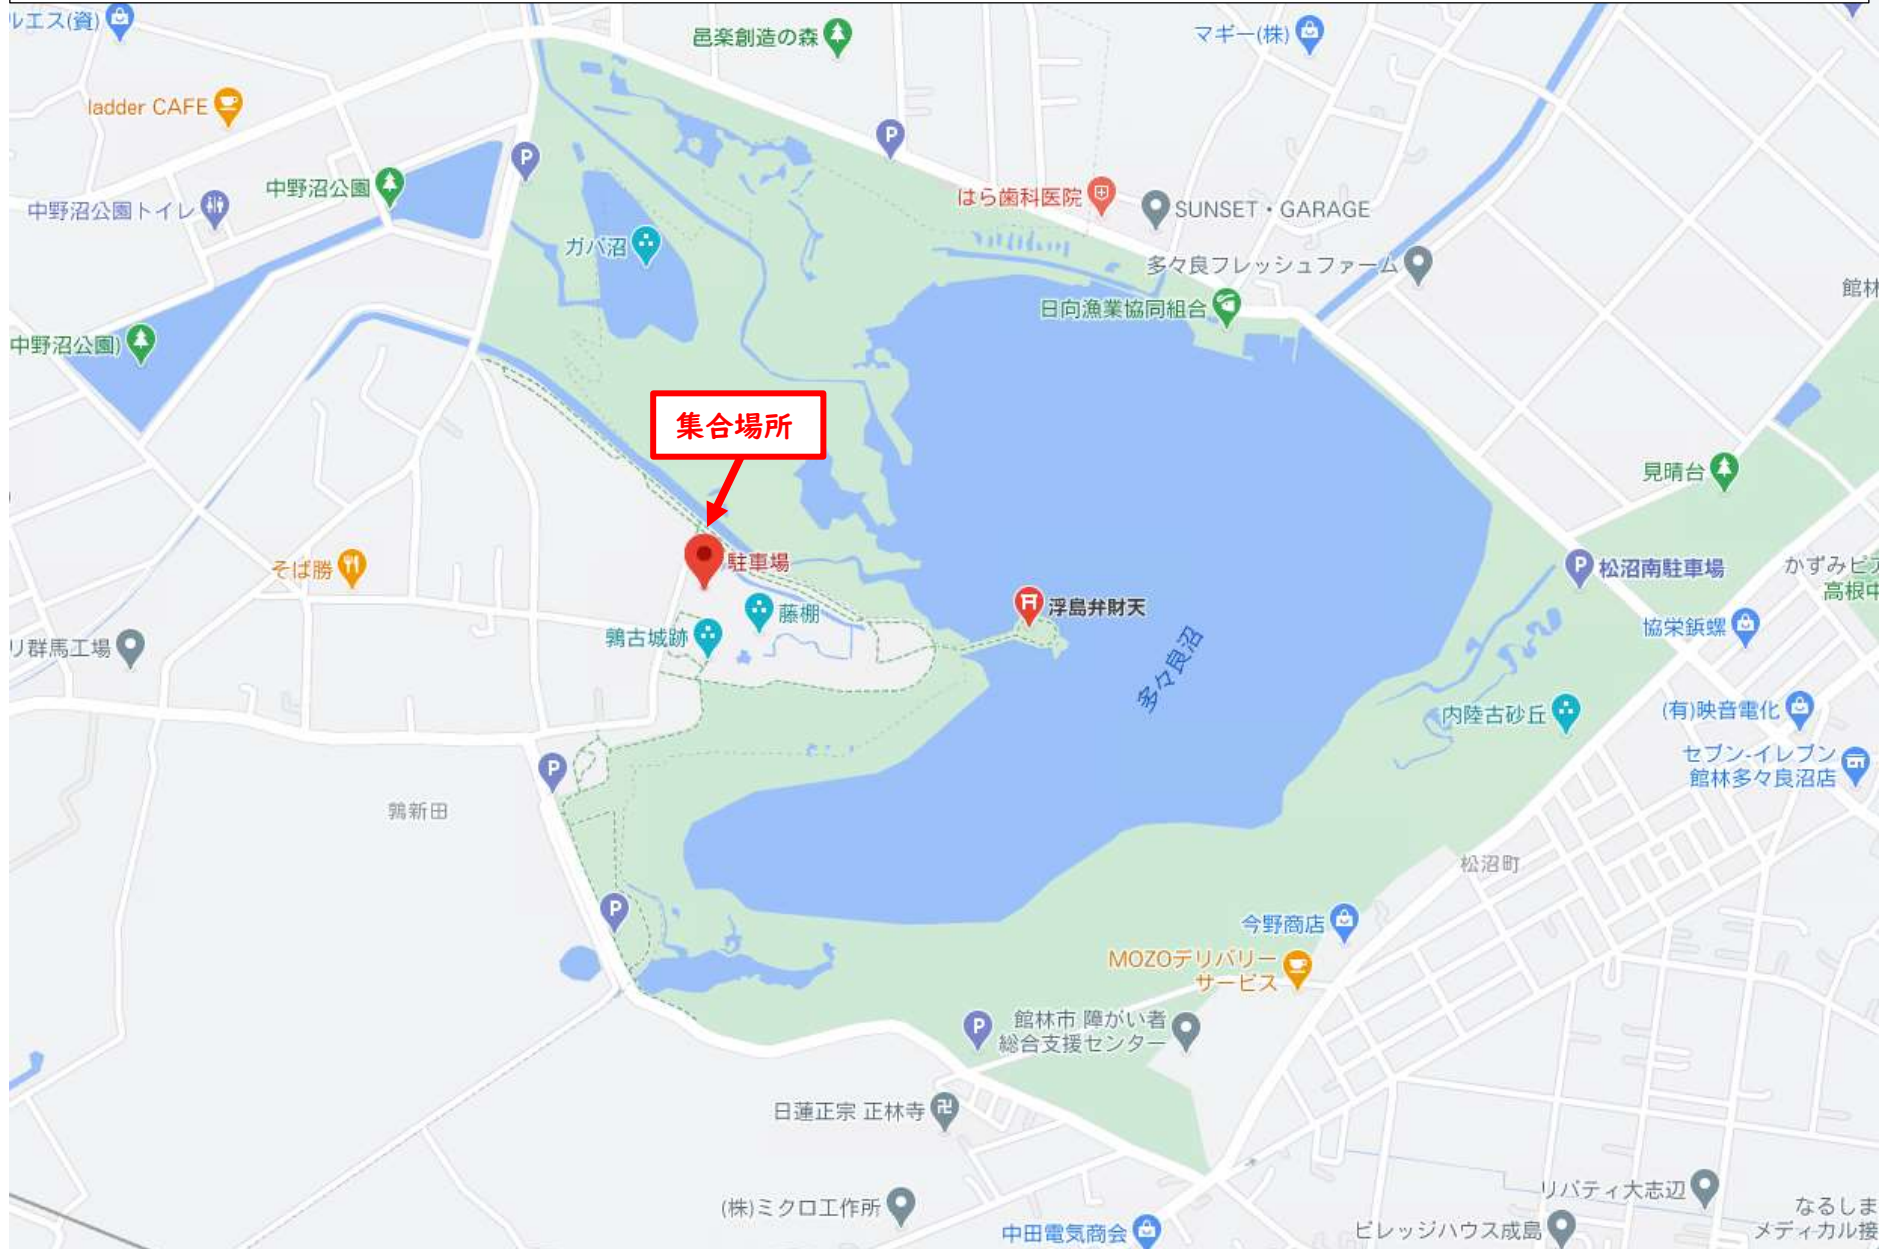 ルエス(資)
邑楽創造の森
マギー(株)
ladder CAFE
P
P
中野沼公園
中野沼公園トイレ
はら歯科医院
SUNSET・GARAGE
ガバ沼
多々良フレッシュファーム
館林
日向漁業協同組合
中野沼公園)
集合場所
見晴台
駐車場
そば勝
P 松沼南駐車場
かずみピア
高根中
藤棚
浮島弁財天
鶉古城跡
協栄鋲螺
リ群馬工場
多々良沼
内陸古砂丘
(有)映音電化
P
セブン-イレブン
館林多々良沼店
鶉新田
松沼町
P
今野商店
MOZOデリバリー
サービス
P
館林市 障がい者
総合支援センター
日蓮正宗 正林寺
(株)ミクロ工作所
中田電気商会
リバティ大志辺
ビレッジハウス成島
なるしま
メディカル接